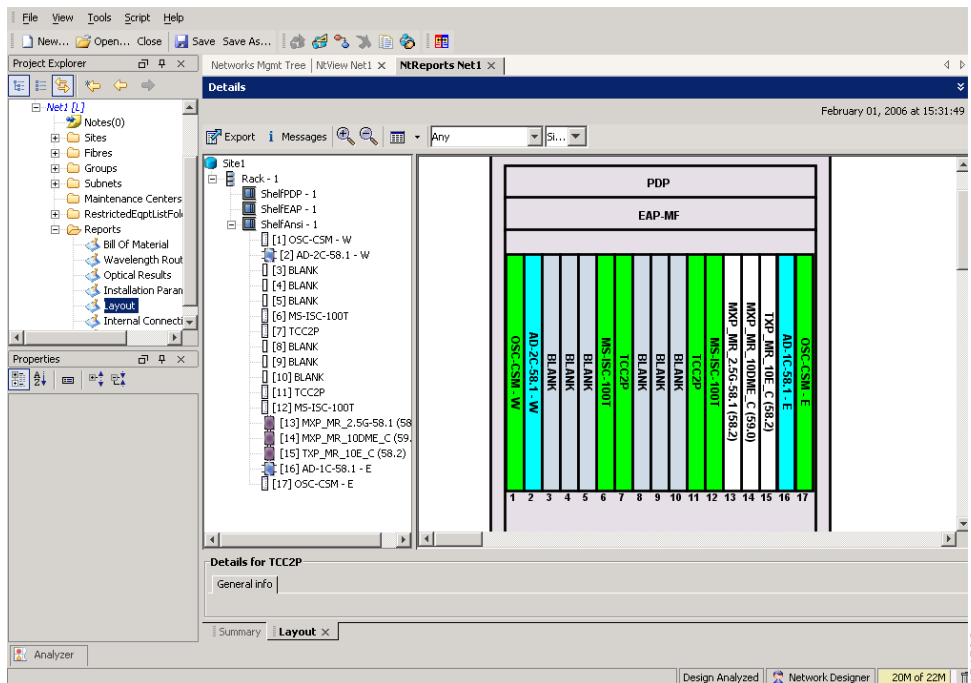 File View Tools Script Help
New... Open... Close Save Save As...
Project Explorer
Networks Mgmt Tree NtView Net1 NtReports Net1
Details
Net1 [L]
Notes(0)
Sites
Fibres
Groups
Subnets
Maintenance Centers
RestrictedEqptListFol
Reports
Bill Of Material
Wavelength Rout
Optical Results
Installation Paran
Layout
Internal Connecti
Properties
February 01, 2006 at 15:31:49
Export Messages Any Si...
Site1
Rack - 1
ShelfPDP - 1
ShelfEAP - 1
ShelfAnsi - 1
[1] OSC-CSM - W
[2] AD-2C-58.1 - W
[3] BLANK
[4] BLANK
[5] BLANK
[6] MS-ISC-100T
[7] TCC2P
[8] BLANK
[9] BLANK
[10] BLANK
[11] TCC2P
[12] MS-ISC-100T
[13] MXP_MR_2.5G-58.1 (58
[14] MXP_MR_10DME_C (59.
[15] TXP_MR_10E_C (58.2)
[16] AD-1C-58.1 - E
[17] OSC-CSM - E
PDP
EAP-MF
OSC-CSM - W
AD-2C-58.1 - W
BLANK
BLANK
BLANK
MS-ISC-100T
TCC2P
BLANK
BLANK
BLANK
TCC2P
MS-ISC-100T
MXP_MR_2.5G-58.1 (58.2)
MXP_MR_10DME_C (59.0)
TXP_MR_10E_C (58.2)
AD-1C-58.1 - E
OSC-CSM - E
1 2 3 4 5 6 7 8 9 10 11 12 13 14 15 16 17
Details for TCC2P
General info
Summary Layout
Analyzer
Design Analyzed Network Designer 20M of 22M